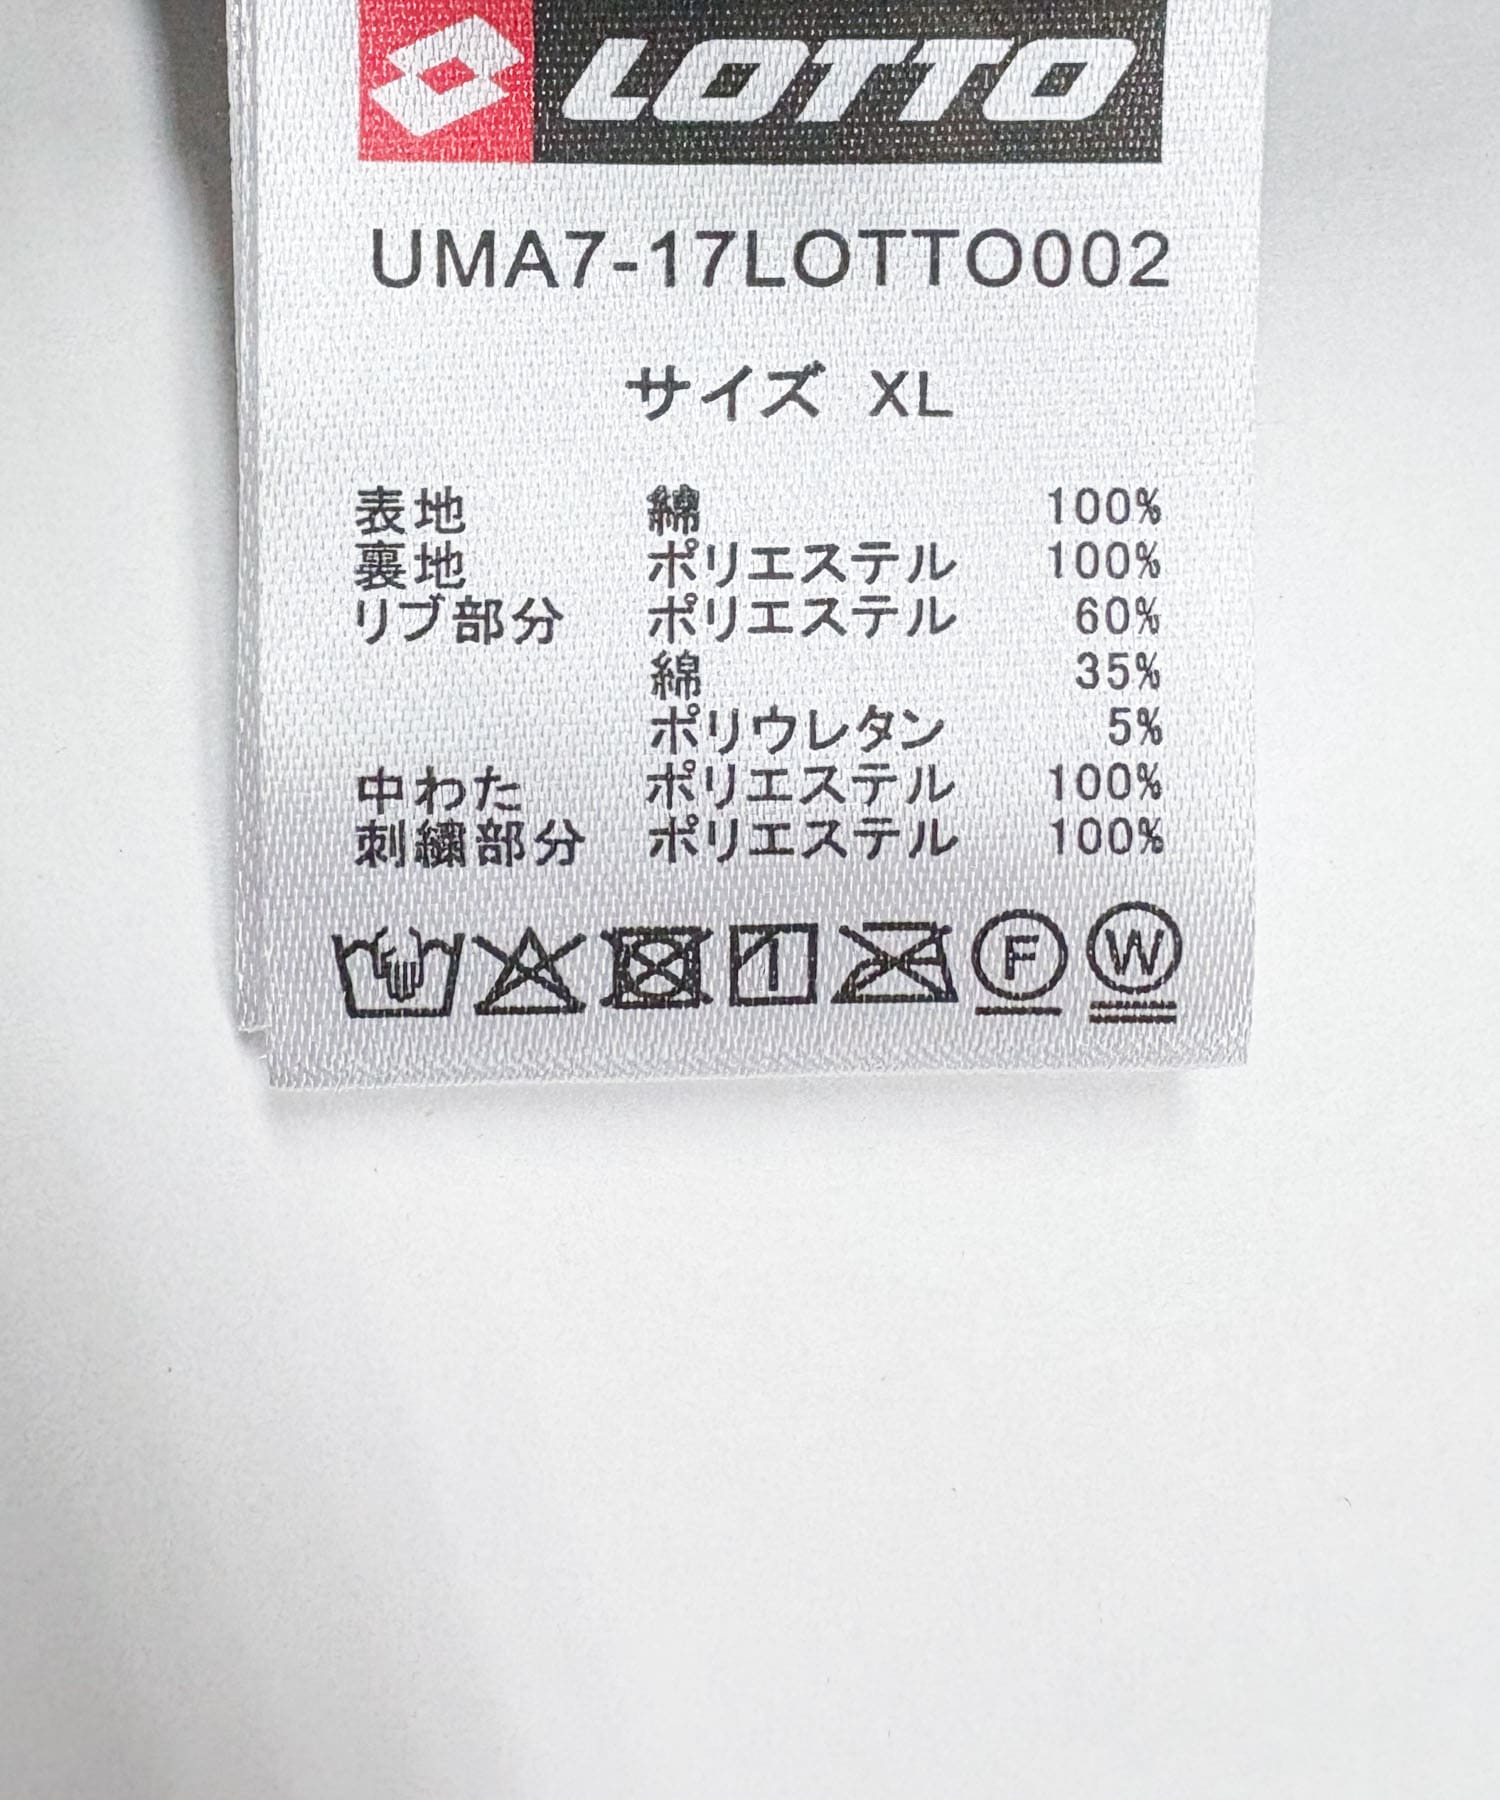 LOTTO
UMA7-17LOTTO002
サイズ XL
表地 綿 100%
裏地 ポリエステル 100%
リブ部分 ポリエステル 60%
綿 35%
ポリウレタン 5%
中わた ポリエステル 100%
刺繍部分 ポリエステル 100%
F W